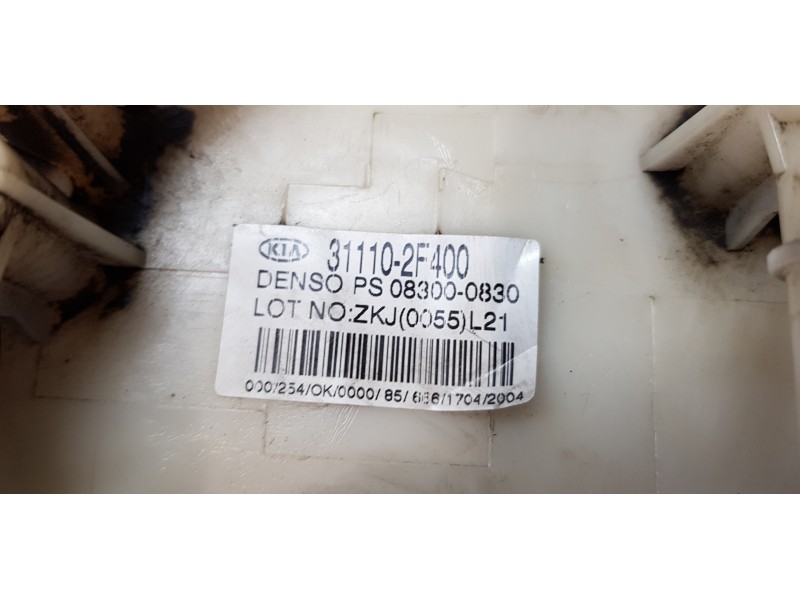 KIA 31110-2F400
DENSO PS 08300-0830
LOT NO:ZKJ(0055)L21
000/254/OK/0000/85/ /1704/2004